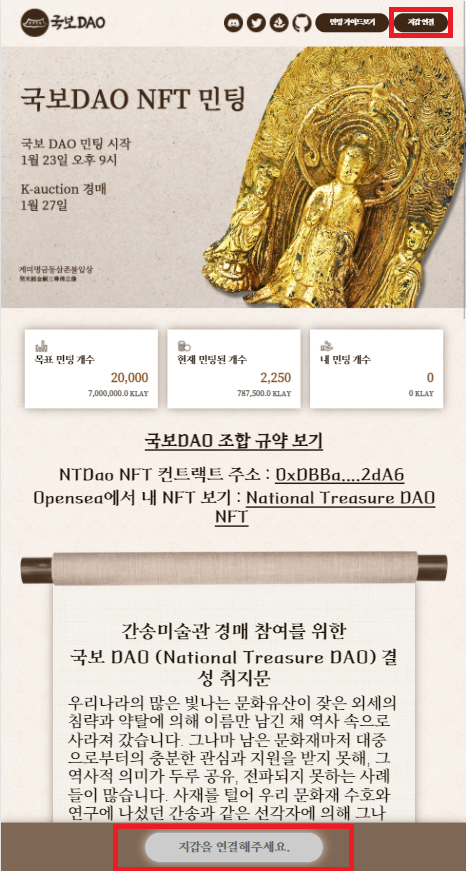 국보DAO
민팅 가이드보기
지갑 연결
국보DAO NFT 민팅
국보 DAO 민팅 시작
1월 23일 오후 9시
K-auction 경매
1월 27일
계미명금동삼존불입상
癸未銘金銅三尊佛立像
목표 민팅 개수
20,000
7,000,000.0 KLAY
현재 민팅된 개수
2,250
787,500.0 KLAY
내 민팅 개수
0
0 KLAY
국보DAO 조합 규약 보기
NTDao NFT 컨트랙트 주소 : 0xDBBa....2dA6
Opensea에서 내 NFT 보기 : National Treasure DAO
NFT
간송미술관 경매 참여를 위한
국보 DAO (National Treasure DAO) 결
성 취지문
우리나라의 많은 빛나는 문화유산이 잦은 외세의
침략과 약탈에 의해 이름만 남긴 채 역사 속으로
사라져 갔습니다. 그나마 남은 문화재마저 대중
으로부터의 충분한 관심과 지원을 받지 못해, 그
역사적 의미가 두루 공유, 전파되지 못하는 사례
들이 많습니다. 사재를 털어 우리 문화재 수호와
연구에 나섰던 간송과 같은 선각자에 의해 그나
지갑을 연결해주세요.